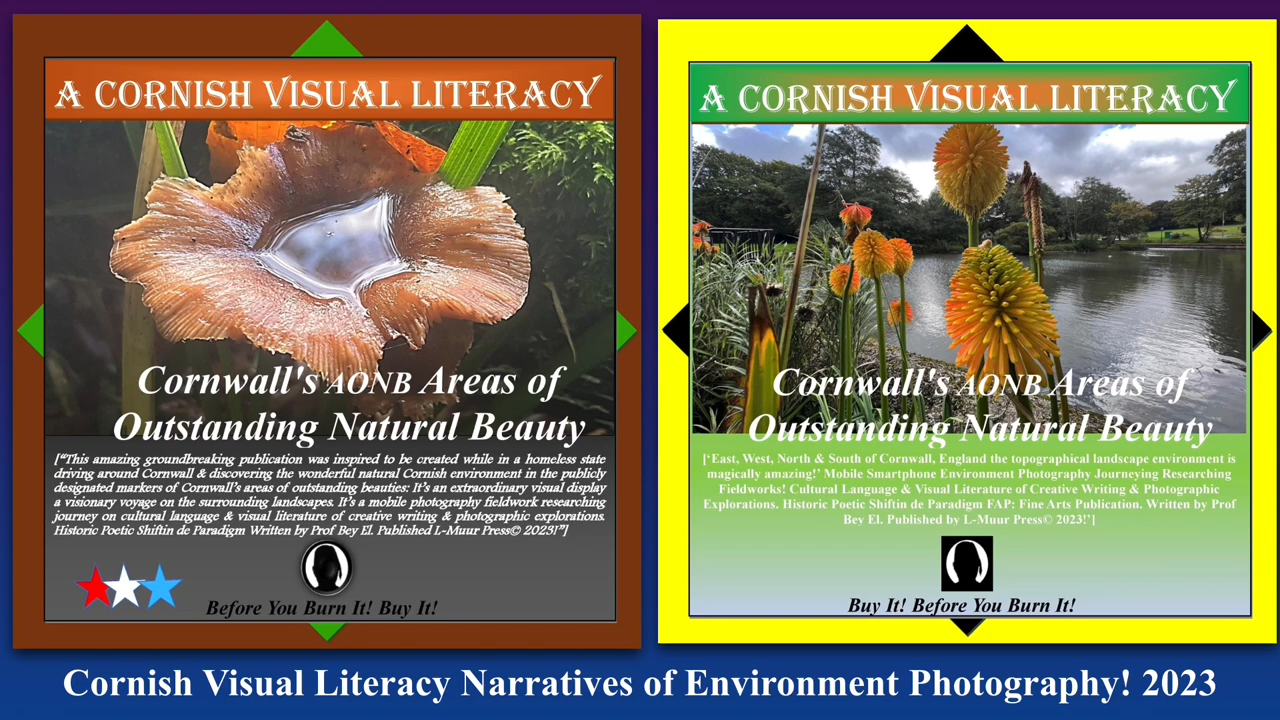 A CORNISH VISUAL LITERACY
Cornwall's AONB Areas of
Outstanding Natural Beauty
["This amazing groundbreaking publication was inspired to be created while in a homeless state
driving around Cornwall & discovering the wonderful natural Cornish environment in the publicly
designated markers of Cornwall's areas of outstanding beauties: It's an extraordinary visual display
a visionary voyage on the surrounding landscapes. It's a mobile photography fieldwork researching
journey on cultural language & visual literature of creative writing & photographic explorations.
Historic Poetic Shiftin de Paradigm Written by Prof Bey El. Published L-Muur Press© 2023!"]
Before You Burn It! Buy It!
A CORNISH VISUAL LITERACY
Cornwall's AONB Areas of
Outstanding Natural Beauty
['East, West, North & South of Cornwall, England the topographical landscape environment is
magically amazing!' Mobile Smartphone Environment Photography Journeying Researching
Fieldworks! Cultural Language & Visual Literature of Creative Writing & Photographic
Explorations. Historic Poetic Shiftin de Paradigm FAP: Fine Arts Publication. Written by Prof
Bey El. Published by L-Muur Press© 2023!']
Buy It! Before You Burn It!
Cornish Visual Literacy Narratives of Environment Photography! 2023